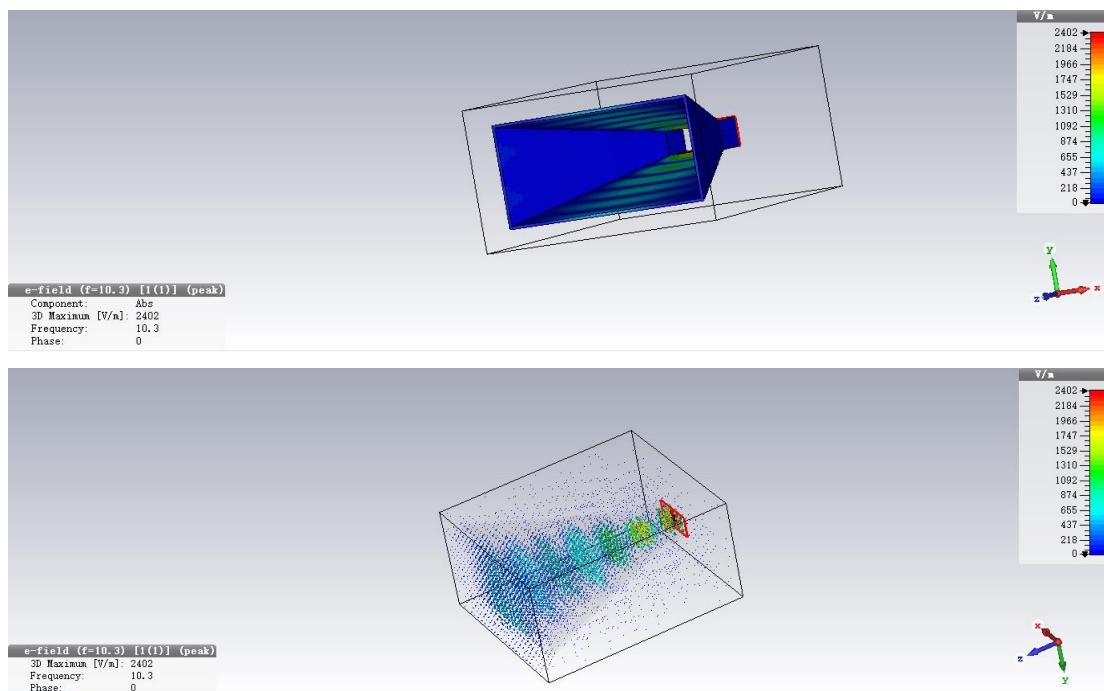 V/m
2402
2184
1966
1747
1529
1310
1092
874
655
437
218
0
y
z
x
e-field (f=10.3) [1(1)] (peak)
Component: Abs
3D Maximum [V/m]: 2402
Frequency: 10.3
Phase: 0
V/m
2402
2184
1966
1747
1529
1310
1092
874
655
437
218
0
x
z
y
e-field (f=10.3) [1(1)] (peak)
3D Maximum [V/m]: 2402
Frequency: 10.3
Phase: 0